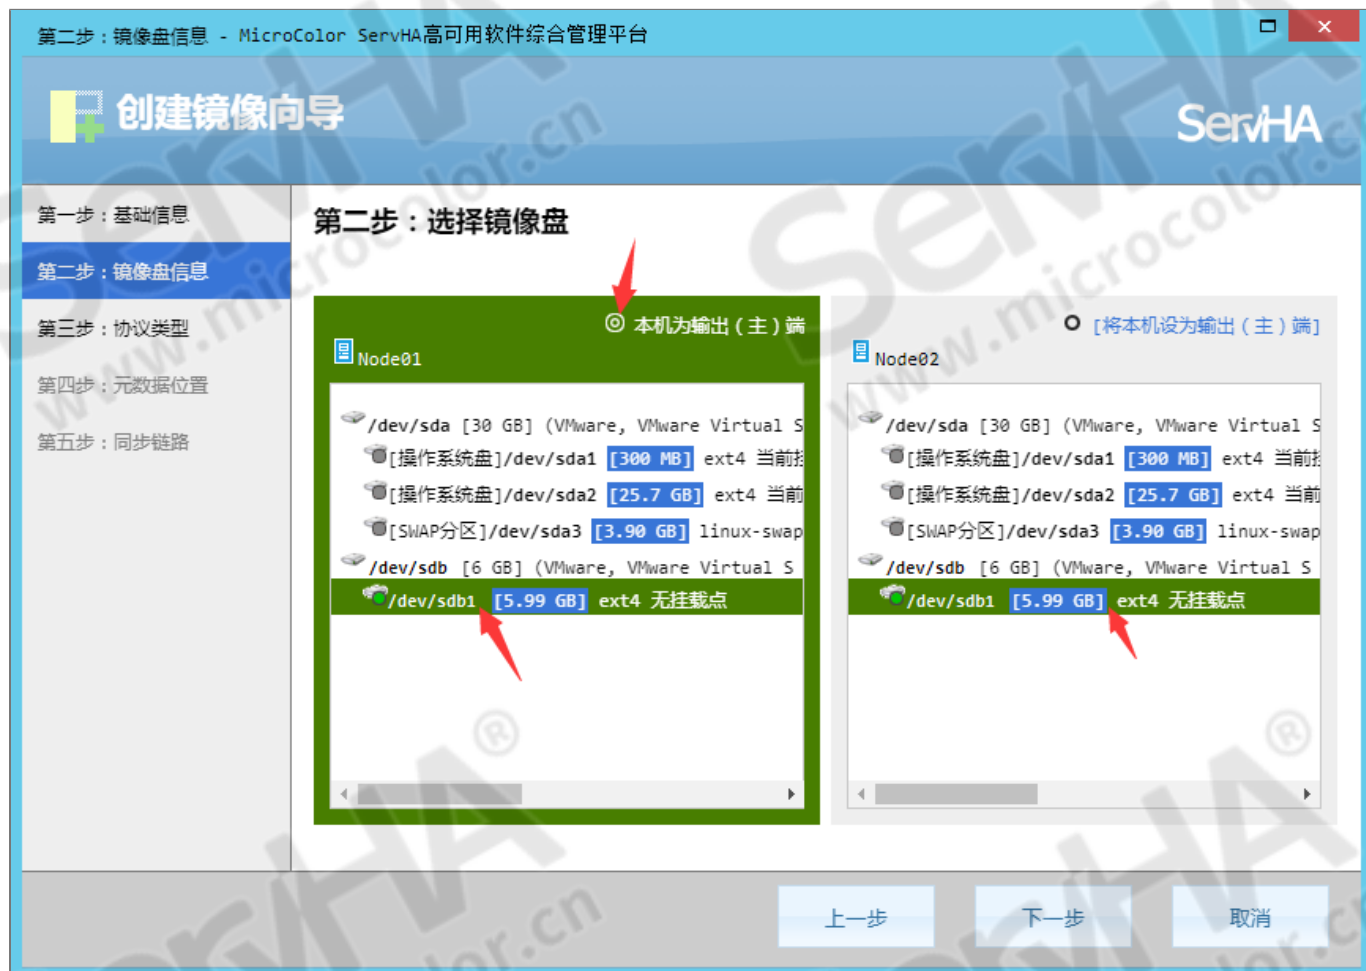 第二步：镜像盘信息 - MicroColor ServHA高可用软件综合管理平台
创建镜像向导
ServHA
第一步：基础信息
第二步：镜像盘信息
第三步：协议类型
第四步：元数据位置
第五步：同步链路
第二步：选择镜像盘
本机为输出（主）端
Node01
/dev/sda [30 GB] (VMware, VMware Virtual S
[操作系统盘]/dev/sda1 [300 MB] ext4 当前
[操作系统盘]/dev/sda2 [25.7 GB] ext4 当前
[SWAP分区]/dev/sda3 [3.90 GB] linux-swap
/dev/sdb [6 GB] (VMware, VMware Virtual S
/dev/sdb1 [5.99 GB] ext4 无挂载点
[将本机设为输出（主）端]
Node02
/dev/sda [30 GB] (VMware, VMware Virtual S
[操作系统盘]/dev/sda1 [300 MB] ext4 当前
[操作系统盘]/dev/sda2 [25.7 GB] ext4 当前
[SWAP分区]/dev/sda3 [3.90 GB] linux-swap
/dev/sdb [6 GB] (VMware, VMware Virtual S
/dev/sdb1 [5.99 GB] ext4 无挂载点
上一步
下一步
取消
ServHA®
www.microcolor.cn